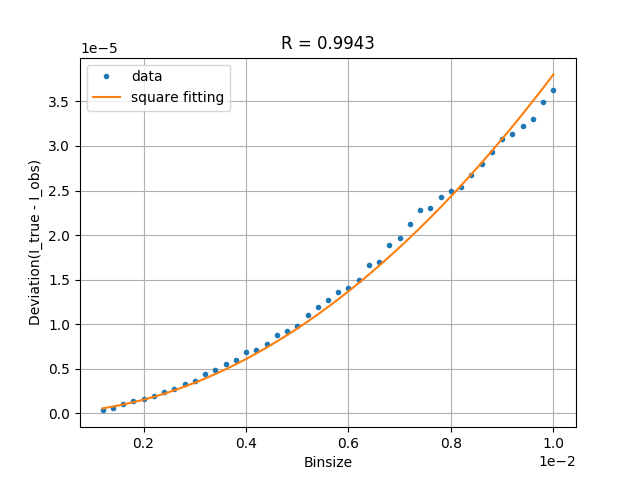 R = 0.9943
1e−5
data
square fitting
3.5
3.0
2.5
2.0
1.5
1.0
0.5
0.0
Deviation(I_true - I_obs)
0.2 0.4 0.6 0.8 1.0
Binsize
1e−2